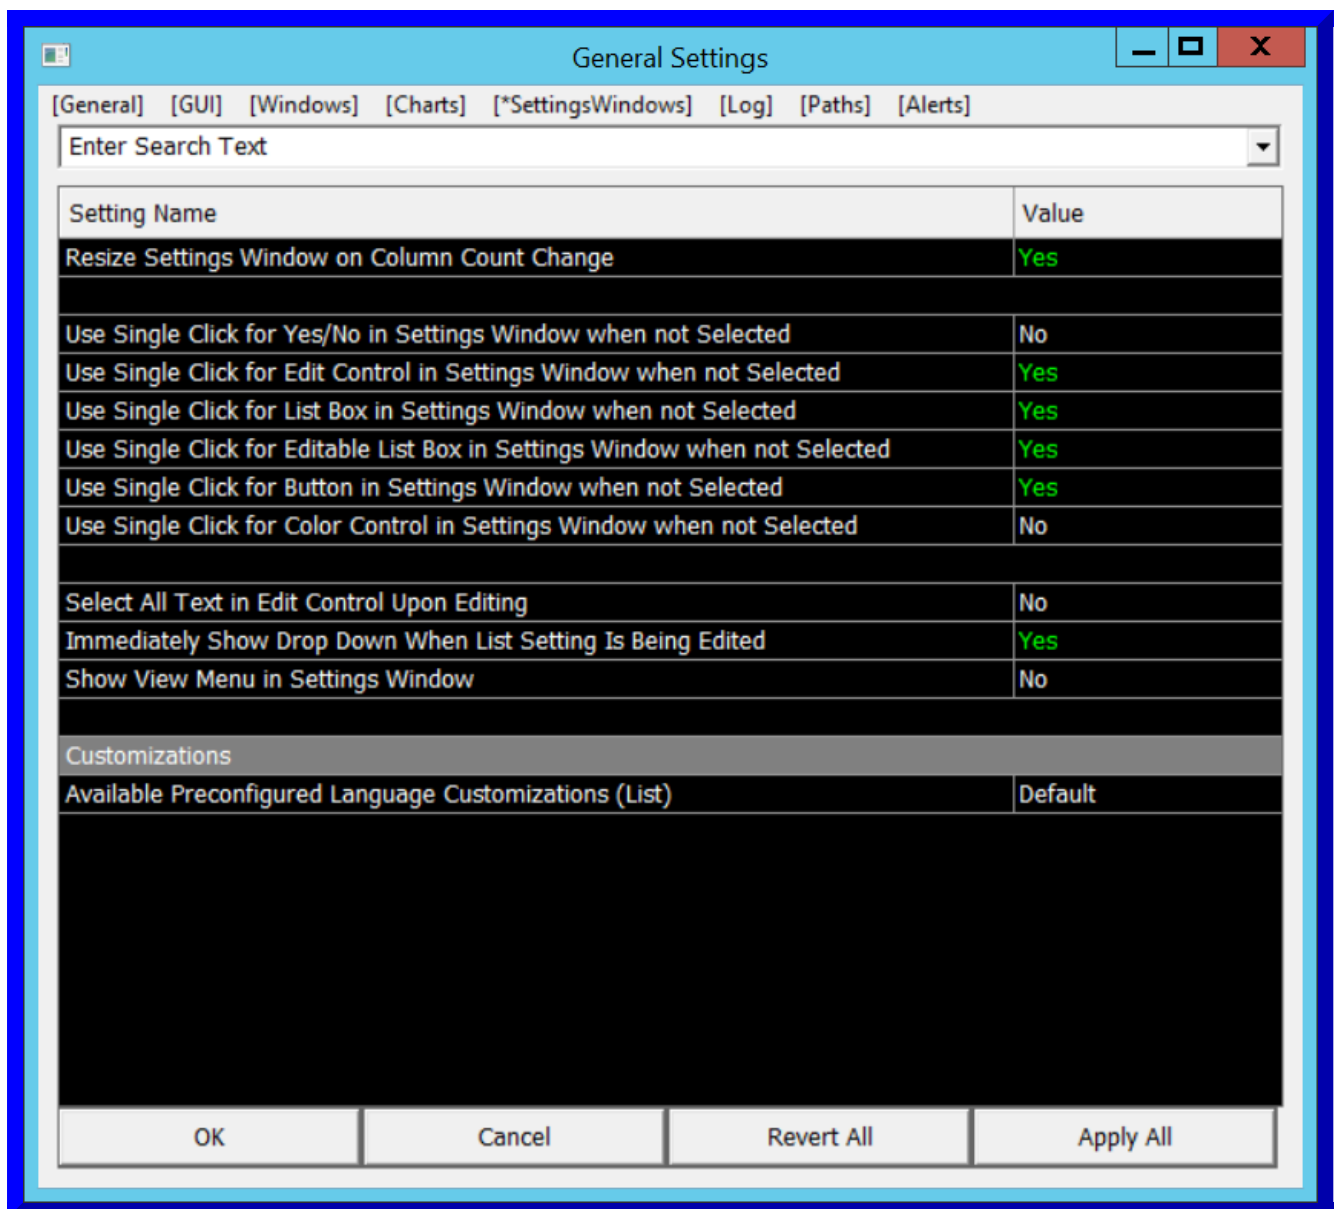 General Settings
X
[General] [GUI] [Windows] [Charts] [*SettingsWindows] [Log] [Paths] [Alerts]
Enter Search Text
Setting Name Value
Resize Settings Window on Column Count Change Yes
Use Single Click for Yes/No in Settings Window when not Selected No
Use Single Click for Edit Control in Settings Window when not Selected Yes
Use Single Click for List Box in Settings Window when not Selected Yes
Use Single Click for Editable List Box in Settings Window when not Selected Yes
Use Single Click for Button in Settings Window when not Selected Yes
Use Single Click for Color Control in Settings Window when not Selected No
Select All Text in Edit Control Upon Editing No
Immediately Show Drop Down When List Setting Is Being Edited Yes
Show View Menu in Settings Window No
Customizations
Available Preconfigured Language Customizations (List) Default
OK Cancel Revert All Apply All